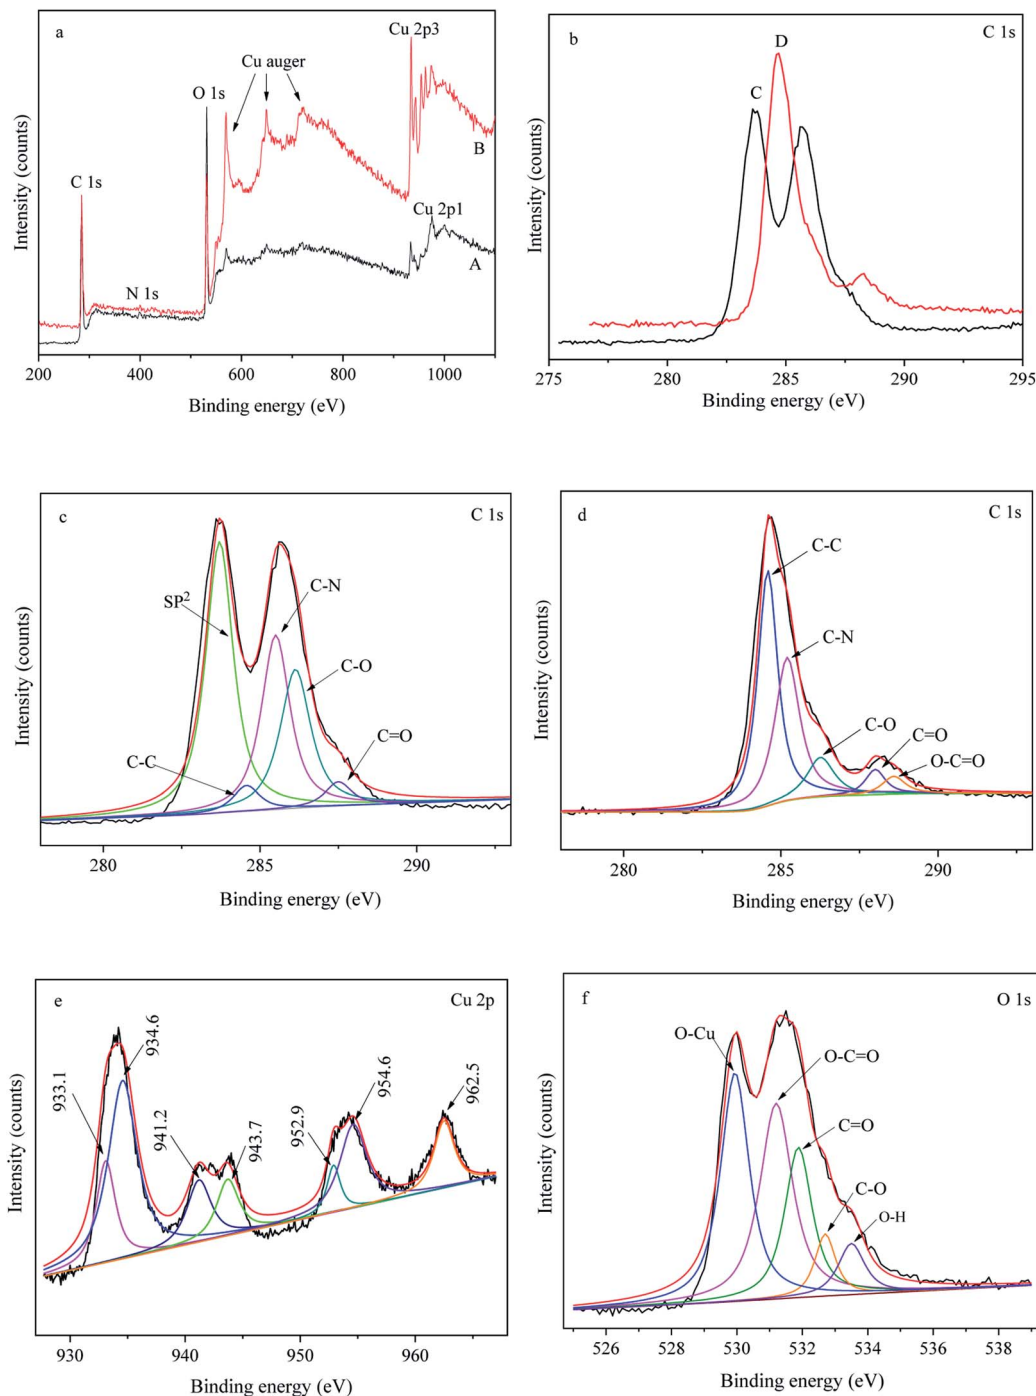 a
Cu 2p3
Cu auger
O 1s
B
C 1s
Cu 2p1
N 1s
A
Intensity (counts)
200 400 600 800 1000
Binding energy (eV)
b
C 1s
D
C
Intensity (counts)
275 280 285 290 295
Binding energy (eV)
c
C 1s
SP²
C-N
C-O
C-C
C=O
Intensity (counts)
280 285 290
Binding energy (eV)
d
C 1s
C-C
C-N
C-O
C=O
O-C=O
Intensity (counts)
280 285 290
Binding energy (eV)
e
Cu 2p
933.1
934.6
941.2
943.7
952.9
954.6
962.5
Intensity (counts)
930 940 950 960
Binding energy (eV)
f
O 1s
O-Cu
O-C=O
C=O
C-O
O-H
Intensity (counts)
526 528 530 532 534 536 538
Binding energy (eV)